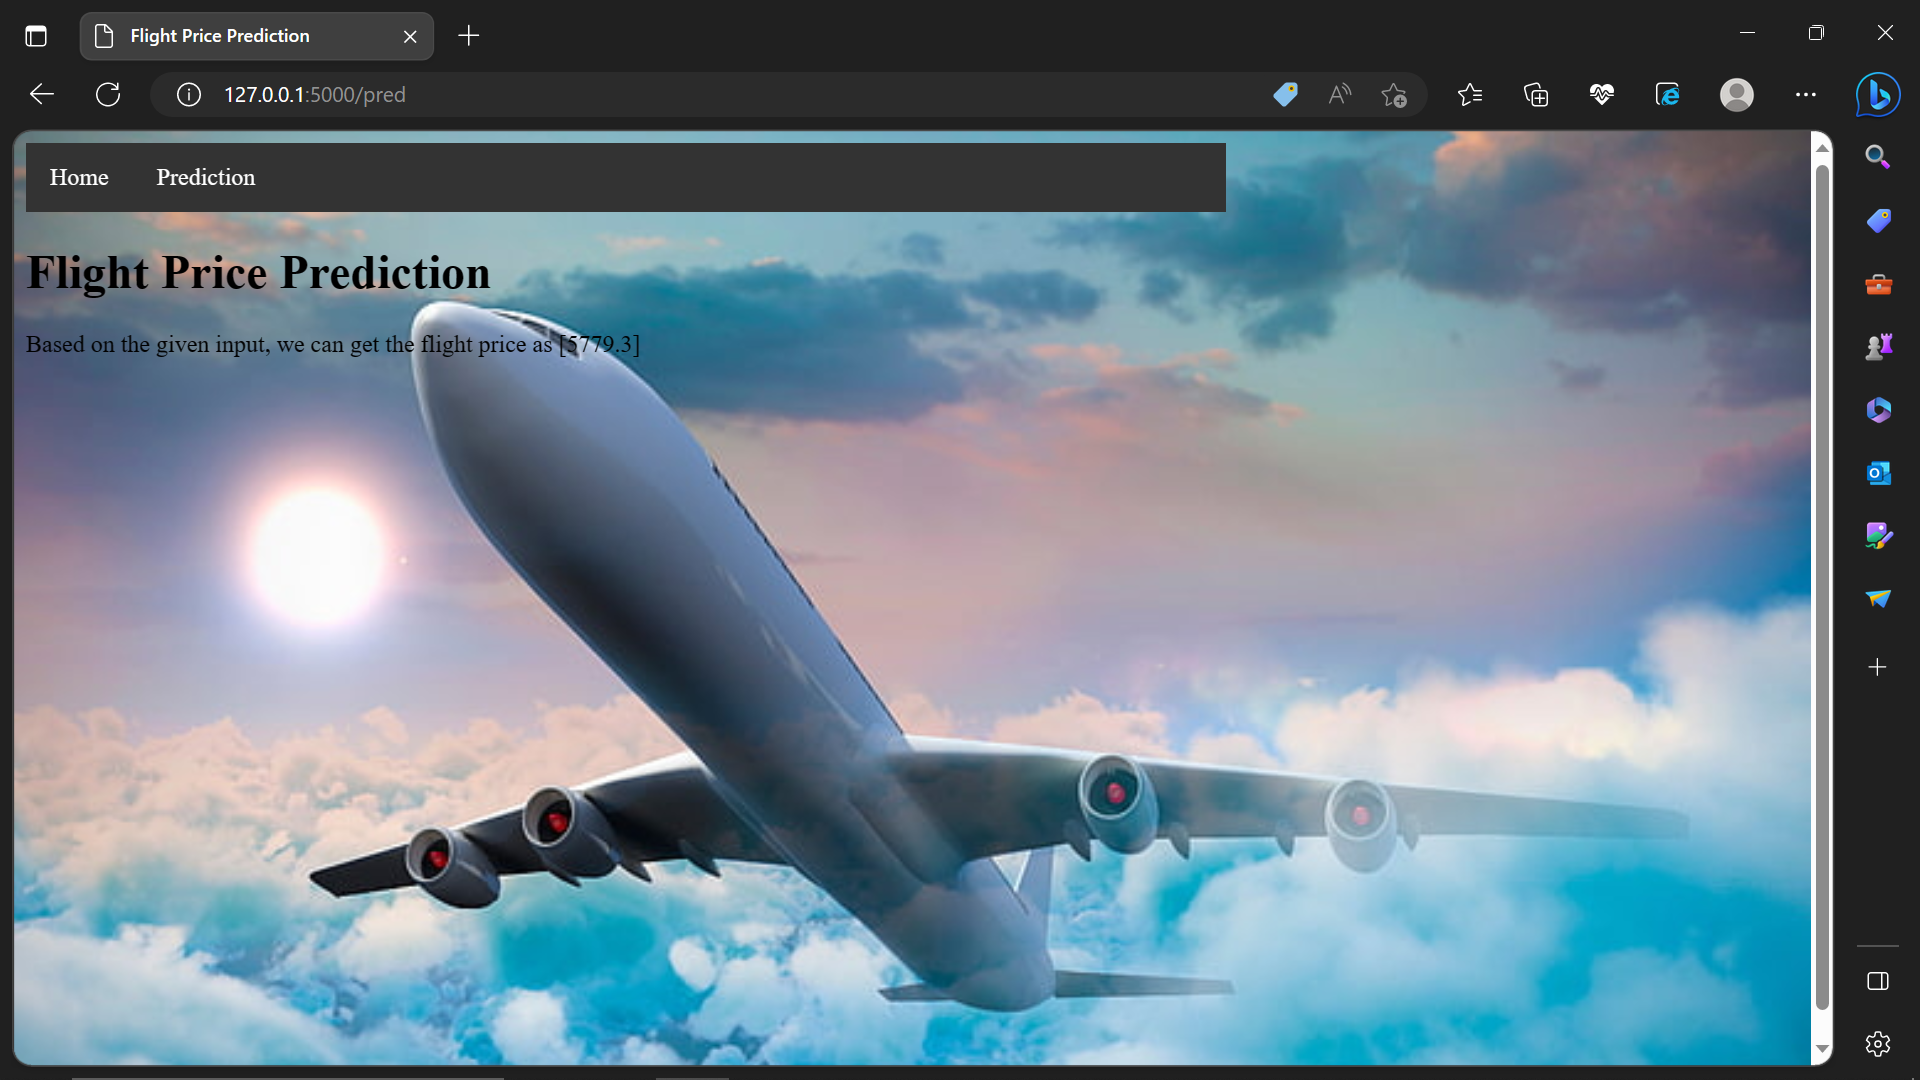 Flight Price Prediction
127.0.0.1:5000/pred
Home Prediction
Flight Price Prediction
Based on the given input, we can get the flight price as [5779.3]